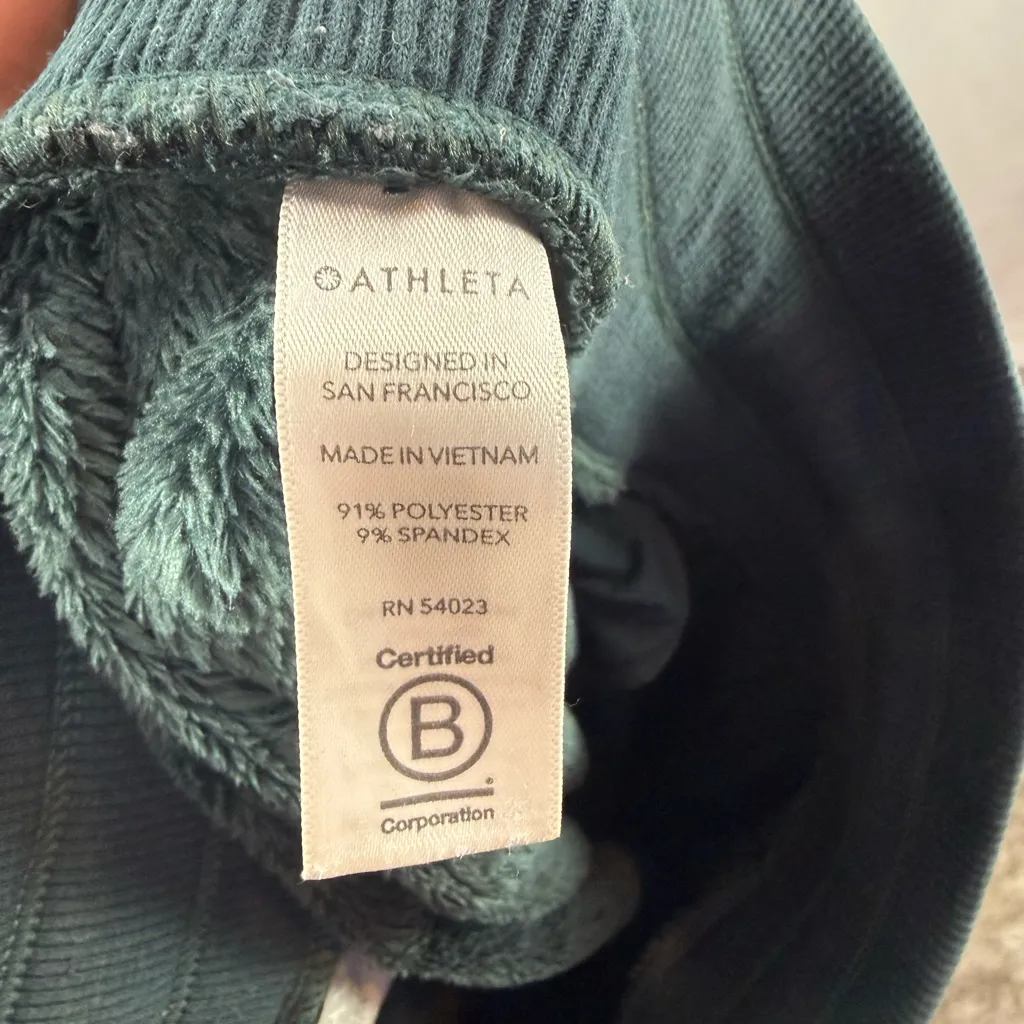 ATHLETA
DESIGNED IN
SAN FRANCISCO
MADE IN VIETNAM
91% POLYESTER
9% SPANDEX
RN 54023
Certified
B
Corporation